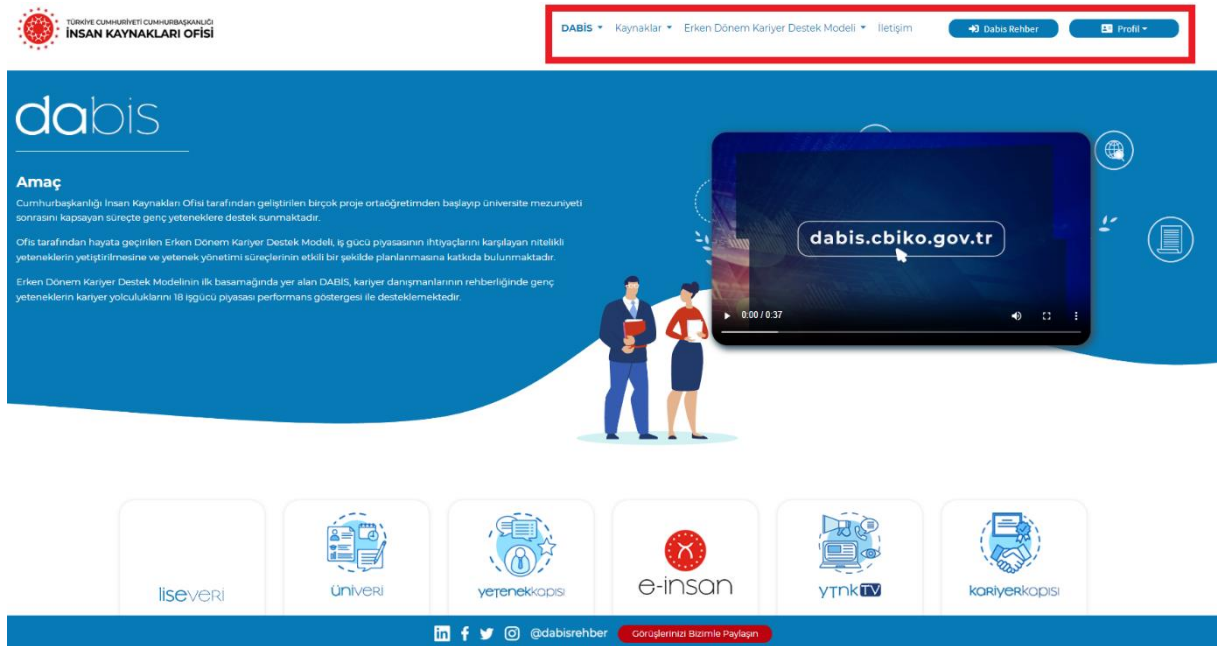 TÜRKİYE CUMHURİYETİ CUMHURBAŞKANLIĞI
İNSAN KAYNAKLARI OFİSİ
DABİS Kaynaklar Erken Dönem Kariyer Destek Modeli İletişim Dabis Rehber Profil
dabis
Amaç
Cumhurbaşkanlığı İnsan Kaynakları Ofisi tarafından geliştirilen birçok proje ortaöğretimden başlayıp üniversite mezuniyeti
sonrasını kapsayan süreçte genç yeteneklere destek sunmaktadır.
Ofis tarafından hayata geçirilen Erken Dönem Kariyer Destek Modeli, iş gücü piyasasının ihtiyaçlarını karşılayan nitelikli
yeteneklerin yetiştirilmesine ve yetenek yönetimi süreçlerinin etkili bir şekilde planlanmasına katkıda bulunmaktadır.
Erken Dönem Kariyer Destek Modelinin ilk basamağında yer alan DABİS, kariyer danışmanlarının rehberliğinde genç
yeteneklerin kariyer yolculuklarını 18 işgücü piyasası performans göstergesi ile desteklemektedir.
dabis.cbiko.gov.tr
0:00 / 0:37
liseveri
üniveri
yetenekkapısı
e-insan
ytnk TV
kariyerkapısı
@dabisrehber Görüşlerinizi Bizimle Paylaşın